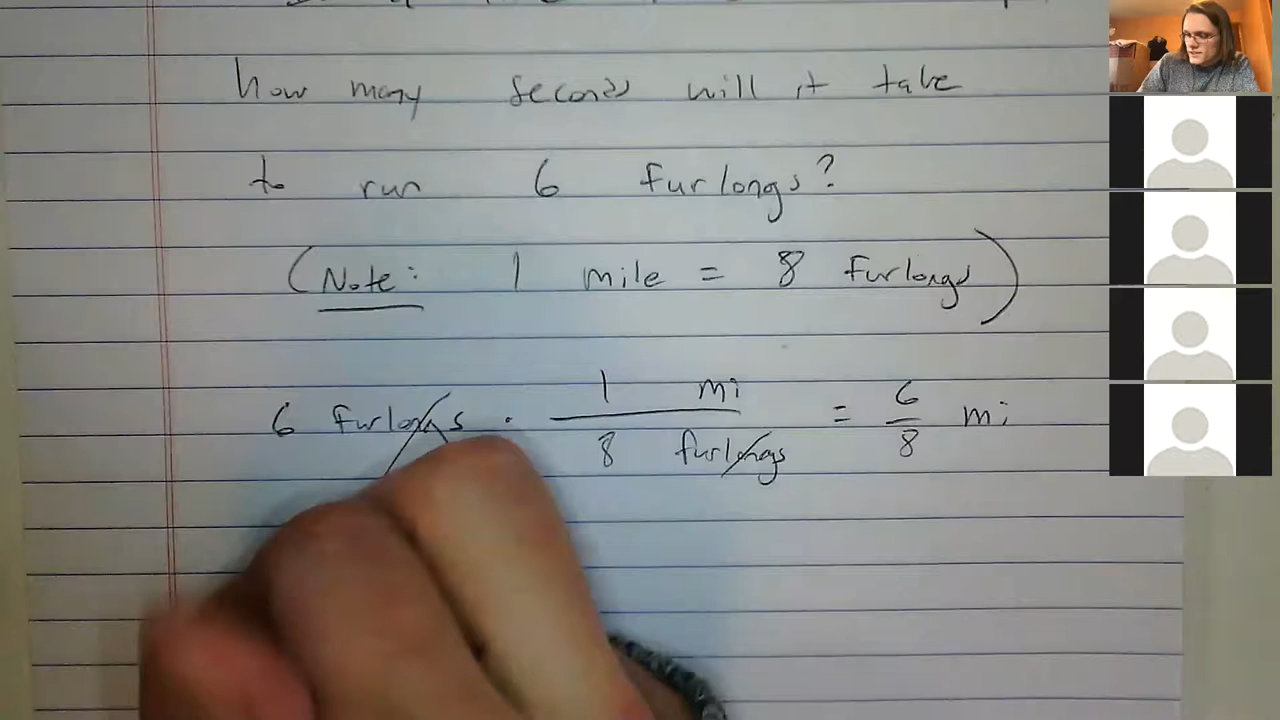 how many seconds will it take
to run 6 furlongs?
(Note: 1 mile = 8 furlongs)
6 furlongs · 1 mi / 8 furlongs = 6/8 mi